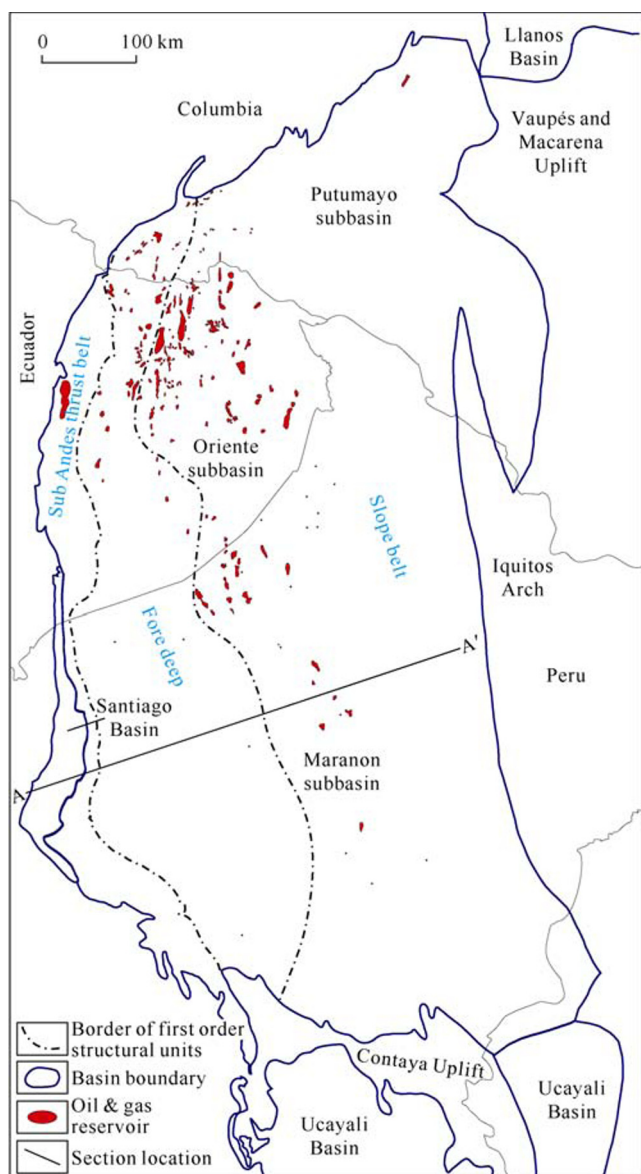 0 100 km
Llanos
Basin
Columbia
Vaupés and
Macarena
Uplift
Putumayo
subbasin
Ecuador
Sub Andes thrust belt
Oriente
subbasin
Slope belt
Iquitos
Arch
Fore deep
A'
Peru
Santiago
Basin
Maranon
subbasin
A
Border of first order
structural units
Basin boundary
Oil & gas
reservoir
Section location
Contaya Uplift
Ucayali
Basin
Ucayali
Basin